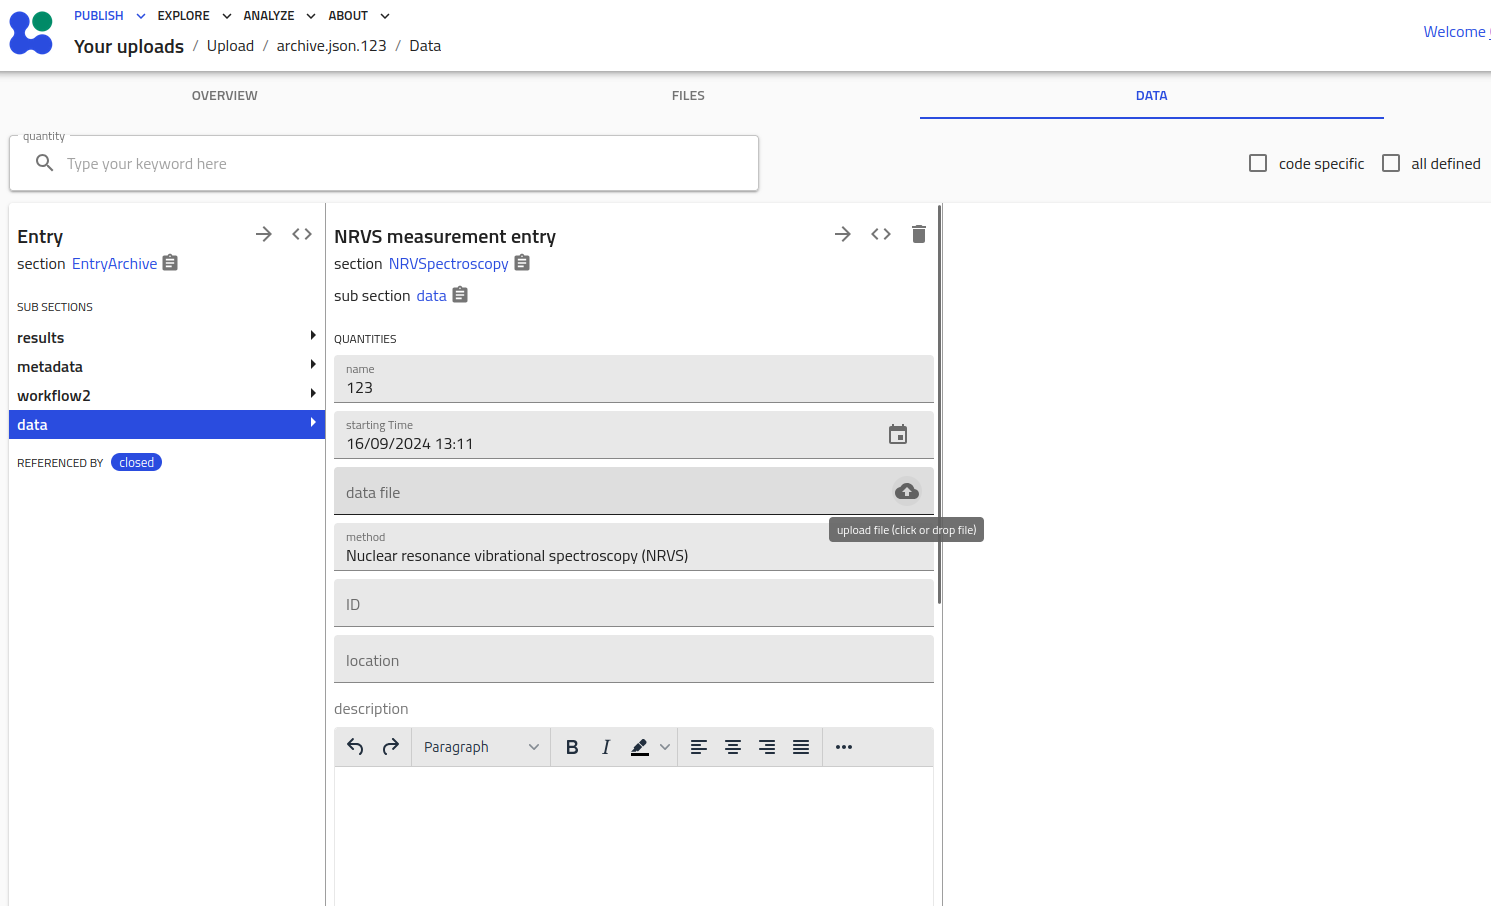 PUBLISH EXPLORE ANALYZE ABOUT
Your uploads / Upload / archive.json.123 / Data
Welcome
OVERVIEW FILES DATA
quantity
Type your keyword here
code specific all defined
Entry
section EntryArchive
SUB SECTIONS
results
metadata
workflow2
data
REFERENCED BY closed
NRVS measurement entry
section NRVSpectroscopy
sub section data
QUANTITIES
name
123
starting Time
16/09/2024 13:11
data file
upload file (click or drop file)
method
Nuclear resonance vibrational spectroscopy (NRVS)
ID
location
description
Paragraph B I